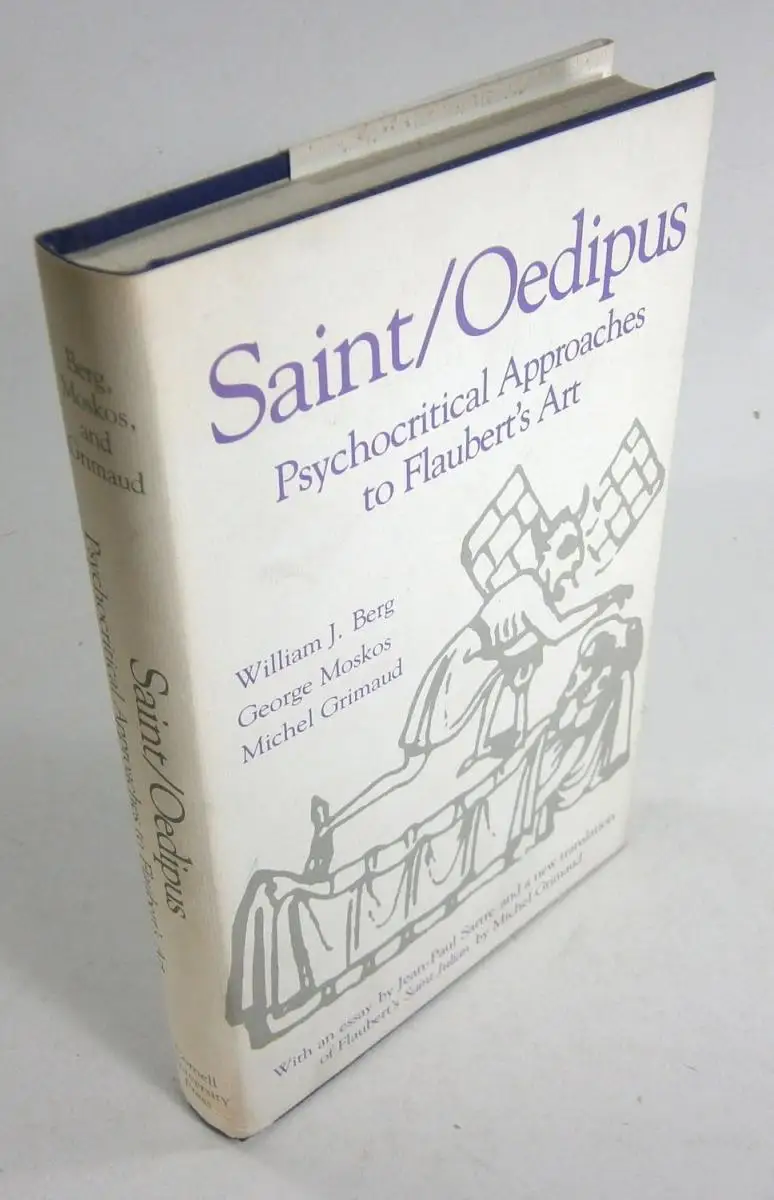 Saint/Oedipus
Psychocritical Approaches
to Flaubert's Art
William J. Berg
George Moskos
Michel Grimaud
With an essay by Jean-Paul Sartre and a new translation
of Flaubert's Saint Julian by Michel Grimaud
Berg,
Moskos,
and
Grimaud
Saint/Oedipus
Psychocritical Approaches to Flaubert's Art
Cornell
University
Press